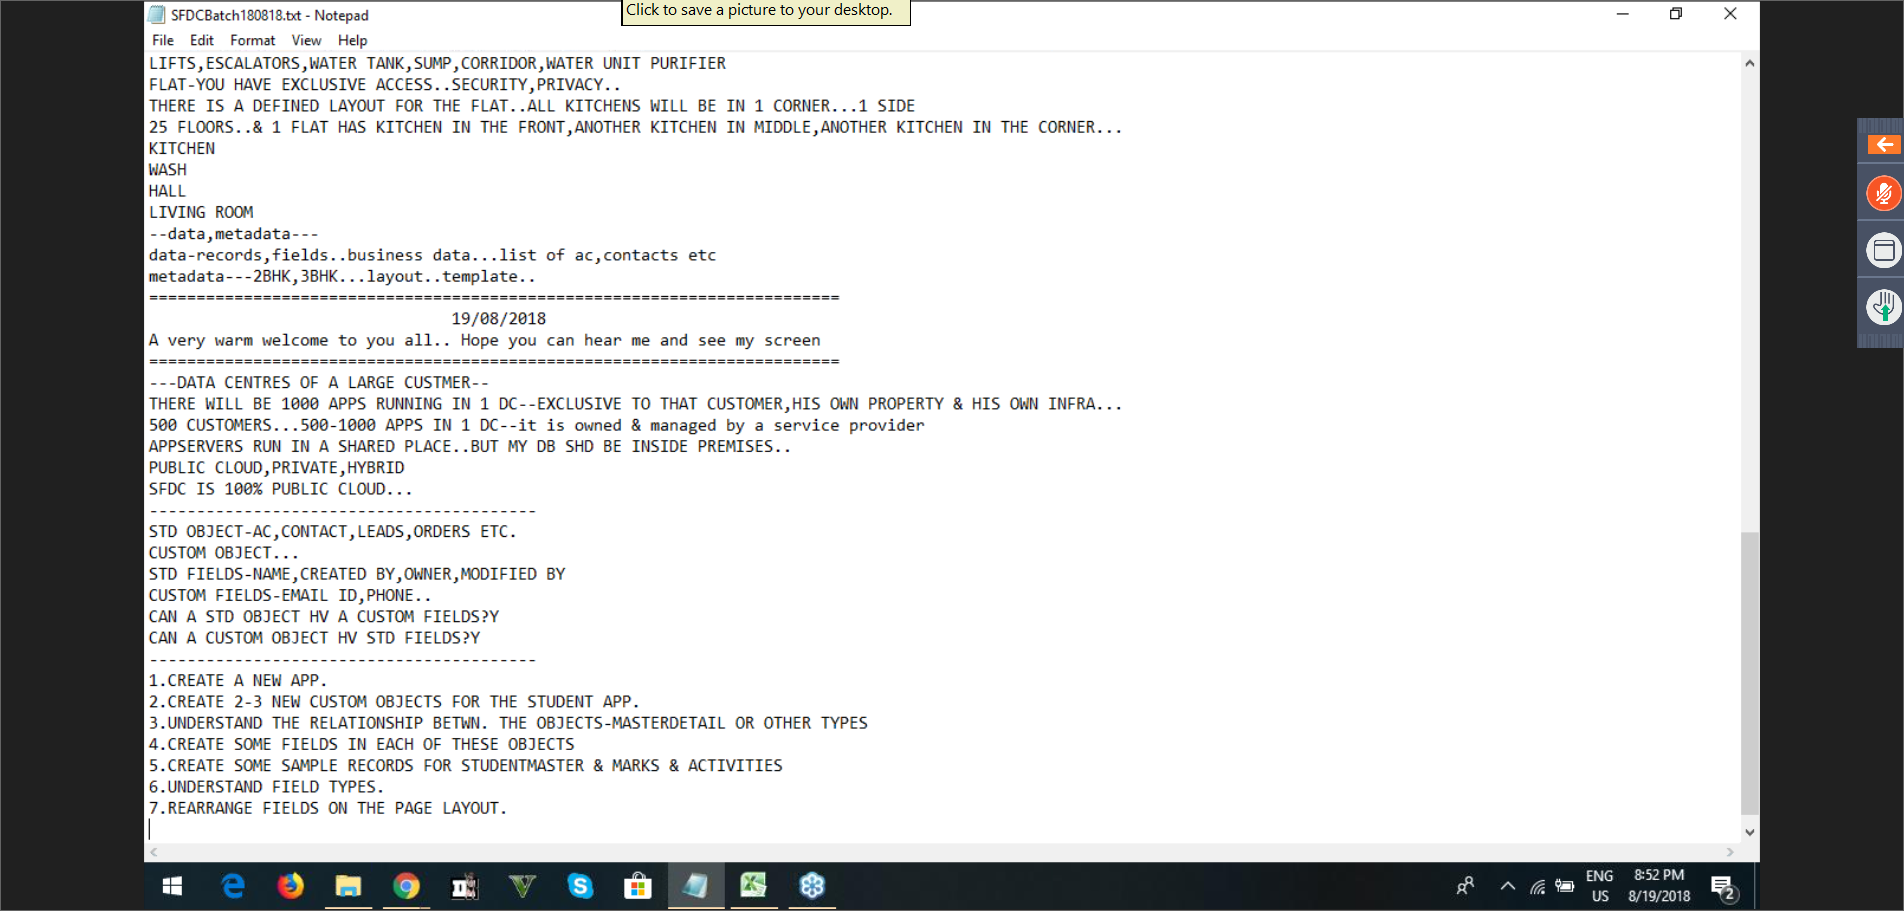 SFDCBatch180818.txt - Notepad
Click to save a picture to your desktop.
File Edit Format View Help
LIFTS,ESCALATORS,WATER TANK,SUMP,CORRIDOR,WATER UNIT PURIFIER
FLAT-YOU HAVE EXCLUSIVE ACCESS..SECURITY,PRIVACY..
THERE IS A DEFINED LAYOUT FOR THE FLAT..ALL KITCHENS WILL BE IN 1 CORNER...1 SIDE
25 FLOORS..& 1 FLAT HAS KITCHEN IN THE FRONT,ANOTHER KITCHEN IN MIDDLE,ANOTHER KITCHEN IN THE CORNER...
KITCHEN
WASH
HALL
LIVING ROOM
--data,metadata---
data-records,fields..business data...list of ac,contacts etc
metadata---2BHK,3BHK...layout..template..
=========================================================================
19/08/2018
A very warm welcome to you all.. Hope you can hear me and see my screen
=========================================================================
---DATA CENTRES OF A LARGE CUSTMER--
THERE WILL BE 1000 APPS RUNNING IN 1 DC--EXCLUSIVE TO THAT CUSTOMER,HIS OWN PROPERTY & HIS OWN INFRA...
500 CUSTOMERS...500-1000 APPS IN 1 DC--it is owned & managed by a service provider
APPSERVERS RUN IN A SHARED PLACE..BUT MY DB SHD BE INSIDE PREMISES..
PUBLIC CLOUD,PRIVATE,HYBRID
SFDC IS 100% PUBLIC CLOUD...
-----------------------------------------
STD OBJECT-AC,CONTACT,LEADS,ORDERS ETC.
CUSTOM OBJECT...
STD FIELDS-NAME,CREATED BY,OWNER,MODIFIED BY
CUSTOM FIELDS-EMAIL ID,PHONE..
CAN A STD OBJECT HV A CUSTOM FIELDS?Y
CAN A CUSTOM OBJECT HV STD FIELDS?Y
-----------------------------------------
1.CREATE A NEW APP.
2.CREATE 2-3 NEW CUSTOM OBJECTS FOR THE STUDENT APP.
3.UNDERSTAND THE RELATIONSHIP BETWN. THE OBJECTS-MASTERDETAIL OR OTHER TYPES
4.CREATE SOME FIELDS IN EACH OF THESE OBJECTS
5.CREATE SOME SAMPLE RECORDS FOR STUDENTMASTER & MARKS & ACTIVITIES
6.UNDERSTAND FIELD TYPES.
7.REARRANGE FIELDS ON THE PAGE LAYOUT.
ENG 8:52 PM
US 8/19/2018 2